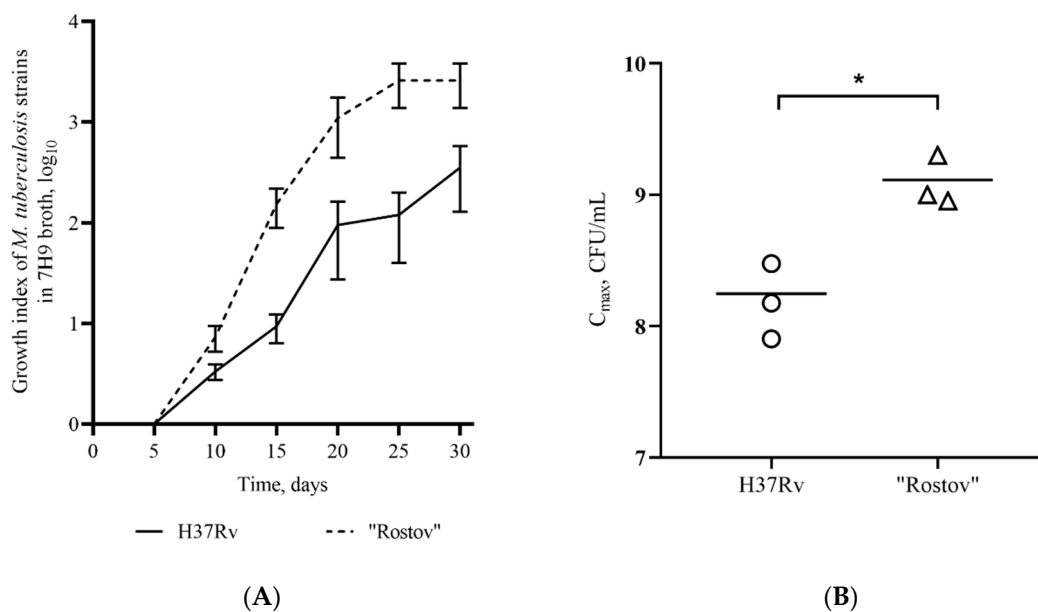 Growth index of M. tuberculosis strains
in 7H9 broth, log10
4
3
2
1
0
0 5 10 15 20 25 30
Time, days
H37Rv "Rostov"
(A)
Cmax, CFU/mL
10
9
8
7
*
H37Rv "Rostov"
(B)